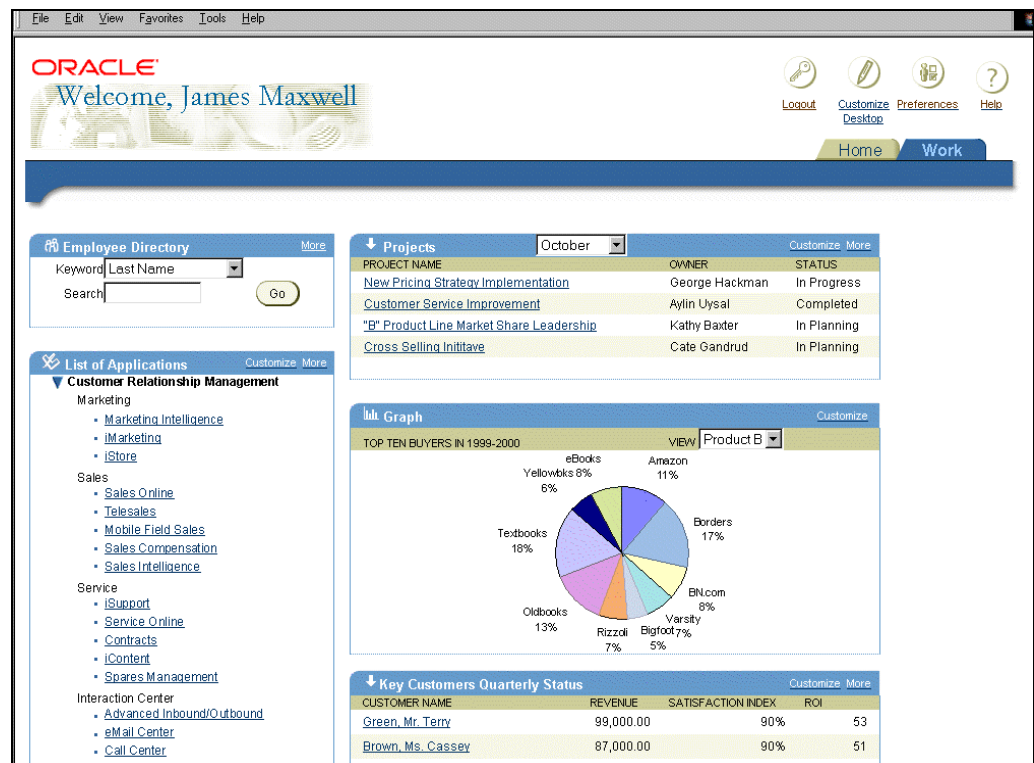 File Edit View Favorites Tools Help
ORACLE
Welcome, James Maxwell
Logout
Customize Desktop
Preferences
Help
Home
Work
Employee Directory More
Keyword Last Name
Search Go
List of Applications Customize More
Customer Relationship Management
Marketing
Marketing Intelligence
iMarketing
iStore
Sales
Sales Online
Telesales
Mobile Field Sales
Sales Compensation
Sales Intelligence
Service
iSupport
Service Online
Contracts
iContent
Spares Management
Interaction Center
Advanced Inbound/Outbound
eMail Center
Call Center
Projects October Customize More
PROJECT NAME OWNER STATUS
New Pricing Strategy Implementation George Hackman In Progress
Customer Service Improvement Aylin Uysal Completed
"B" Product Line Market Share Leadership Kathy Baxter In Planning
Cross Selling Inititave Cate Gandrud In Planning
Graph Customize
TOP TEN BUYERS IN 1999-2000 VIEW Product B
eBooks
8%
Amazon
11%
Yellowbks
6%
Borders
17%
Textbooks
18%
BN.com
8%
Varsity
7%
Oldbooks
13%
Rizzoli
7%
Bigfoot
5%
Key Customers Quarterly Status Customize More
CUSTOMER NAME REVENUE SATISFACTION INDEX ROI
Green, Mr. Terry 99,000.00 90% 53
Brown, Ms. Cassey 87,000.00 90% 51